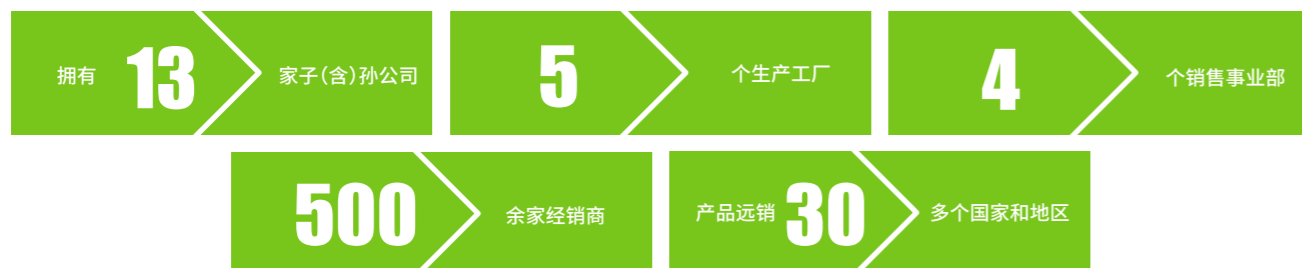 拥有 13 家子(含)孙公司
5 个生产工厂
4 个销售事业部
500 余家经销商
产品远销 30 多个国家和地区